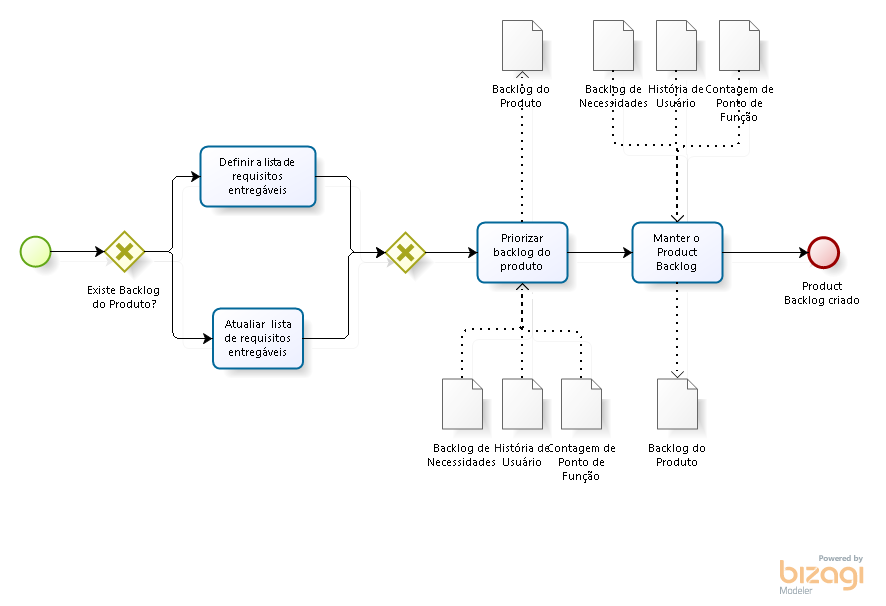 Backlog do
Produto
Backlog de
Necessidades
História de
Usuário
Contagem de
Ponto de
Função
Definir a lista de
requisitos
entregáveis
Existe Backlog
do Produto?
Priorizar
backlog do
produto
Manter o
Product
Backlog
Product
Backlog criado
Atualiar lista
de requisitos
entregáveis
Backlog de
Necessidades
História de
Usuário
Contagem de
Ponto de
Função
Backlog do
Produto
Powered by
bizagi
Modeler